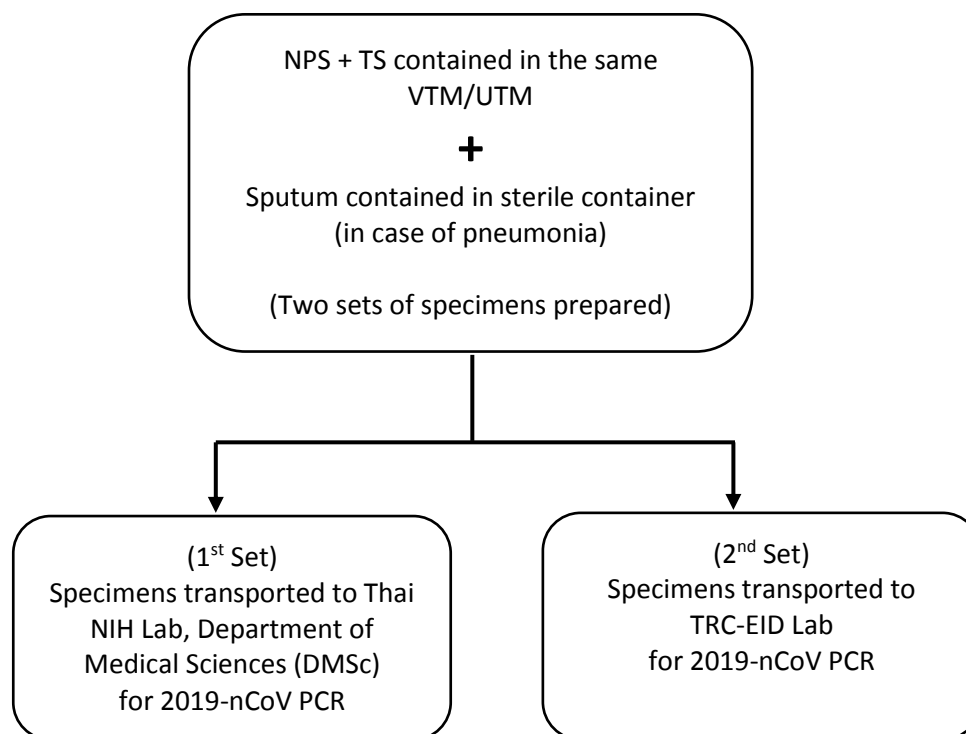 NPS + TS contained in the same
VTM/UTM
+
Sputum contained in sterile container
(in case of pneumonia)
(Two sets of specimens prepared)
(1st Set)
Specimens transported to Thai
NIH Lab, Department of
Medical Sciences (DMSc)
for 2019-nCoV PCR
(2nd Set)
Specimens transported to
TRC-EID Lab
for 2019-nCoV PCR